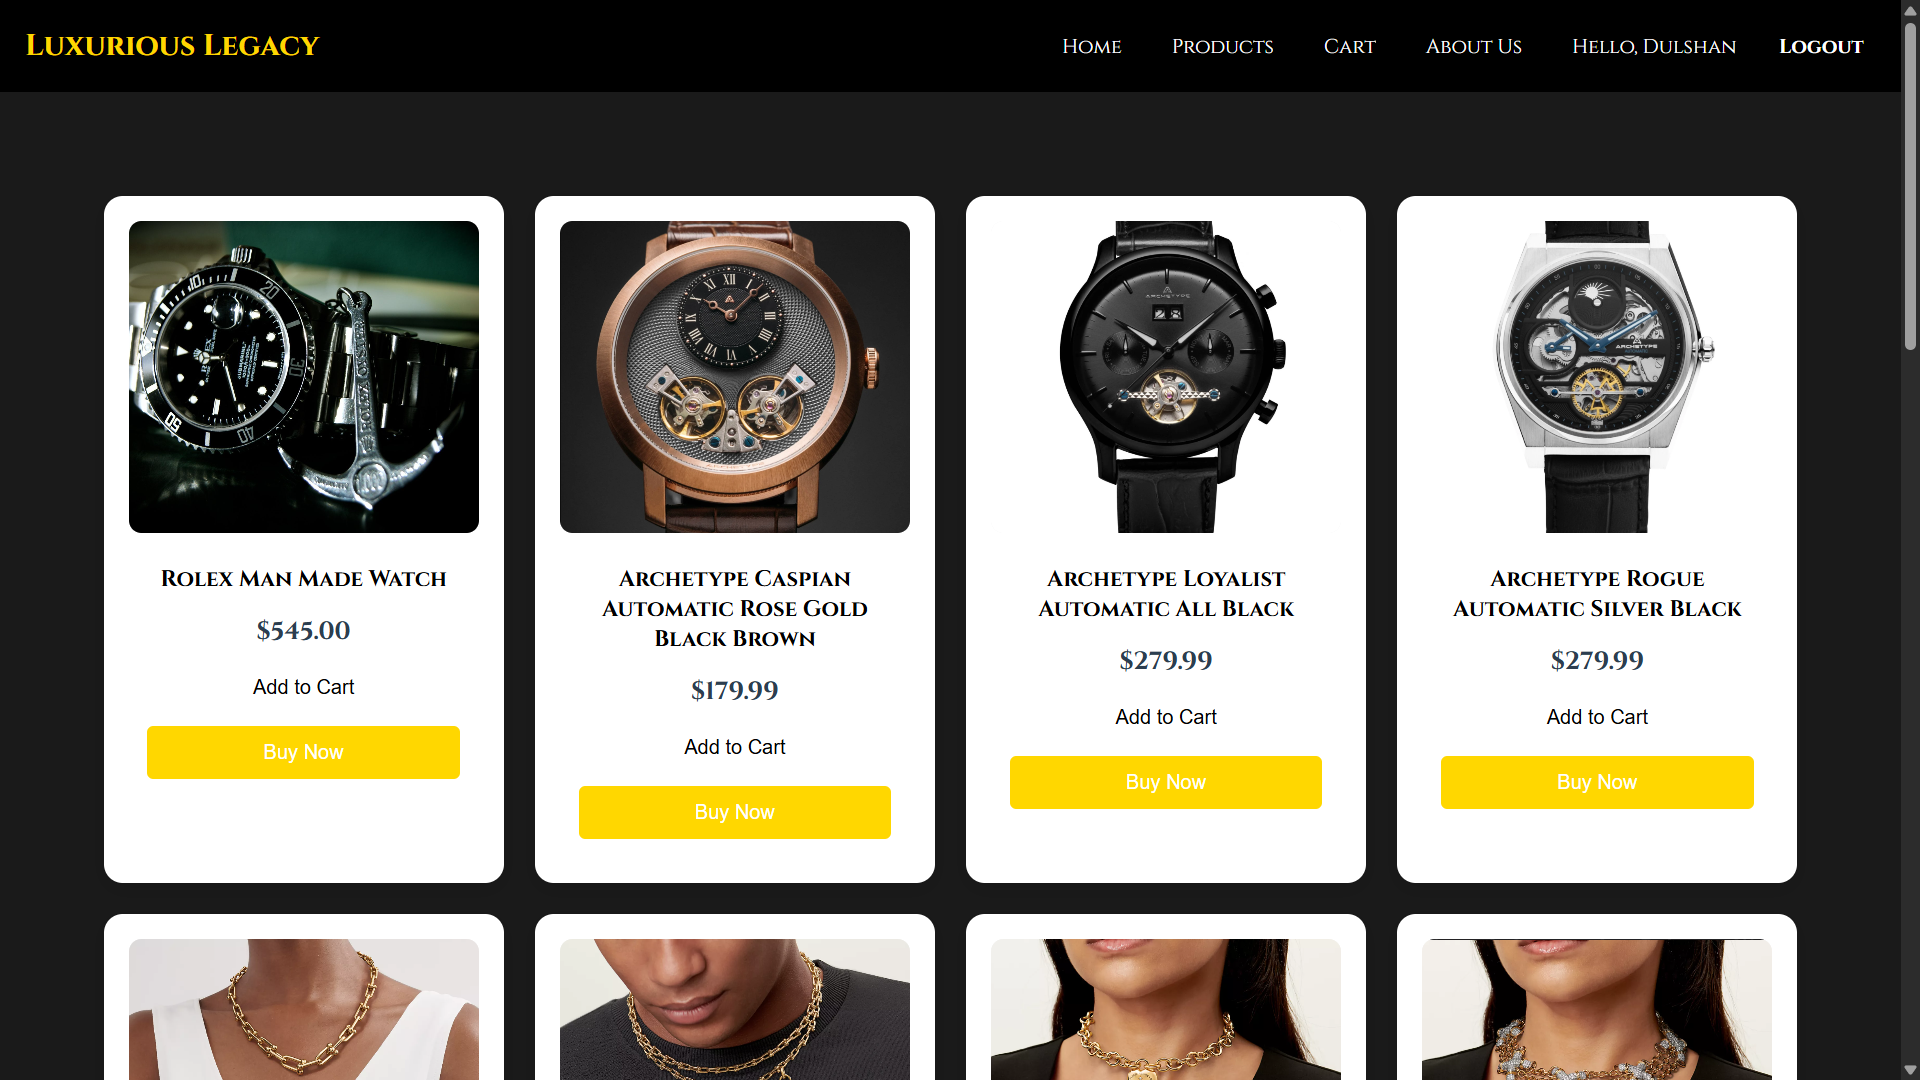 Luxurious Legacy
Home
Products
Cart
About Us
Hello, Dulshan
Logout
Rolex Man Made Watch
$545.00
Add to Cart
Buy Now
Archetype Caspian
Automatic Rose Gold
Black Brown
$179.99
Add to Cart
Buy Now
ARCHETYPE
Archetype Loyalist
Automatic All Black
$279.99
Add to Cart
Buy Now
ARCHETYPE
Archetype Rogue
Automatic Silver Black
$279.99
Add to Cart
Buy Now